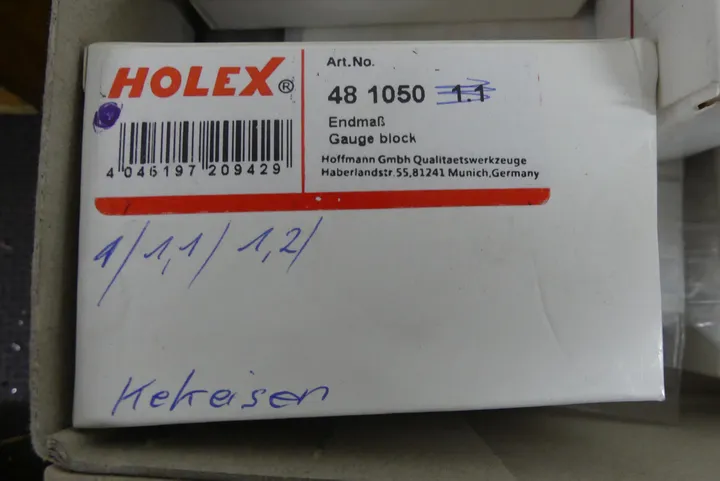 HOLEX®
4 046197 209429
Art.No.
48 1050 1.1
Endmaß
Gauge block
Hoffmann Gmbh Qualitaetswerkzeuge
Haberlandstr.55,81241 Munich,Germany
1/1,1/1,2/
Kekeisen